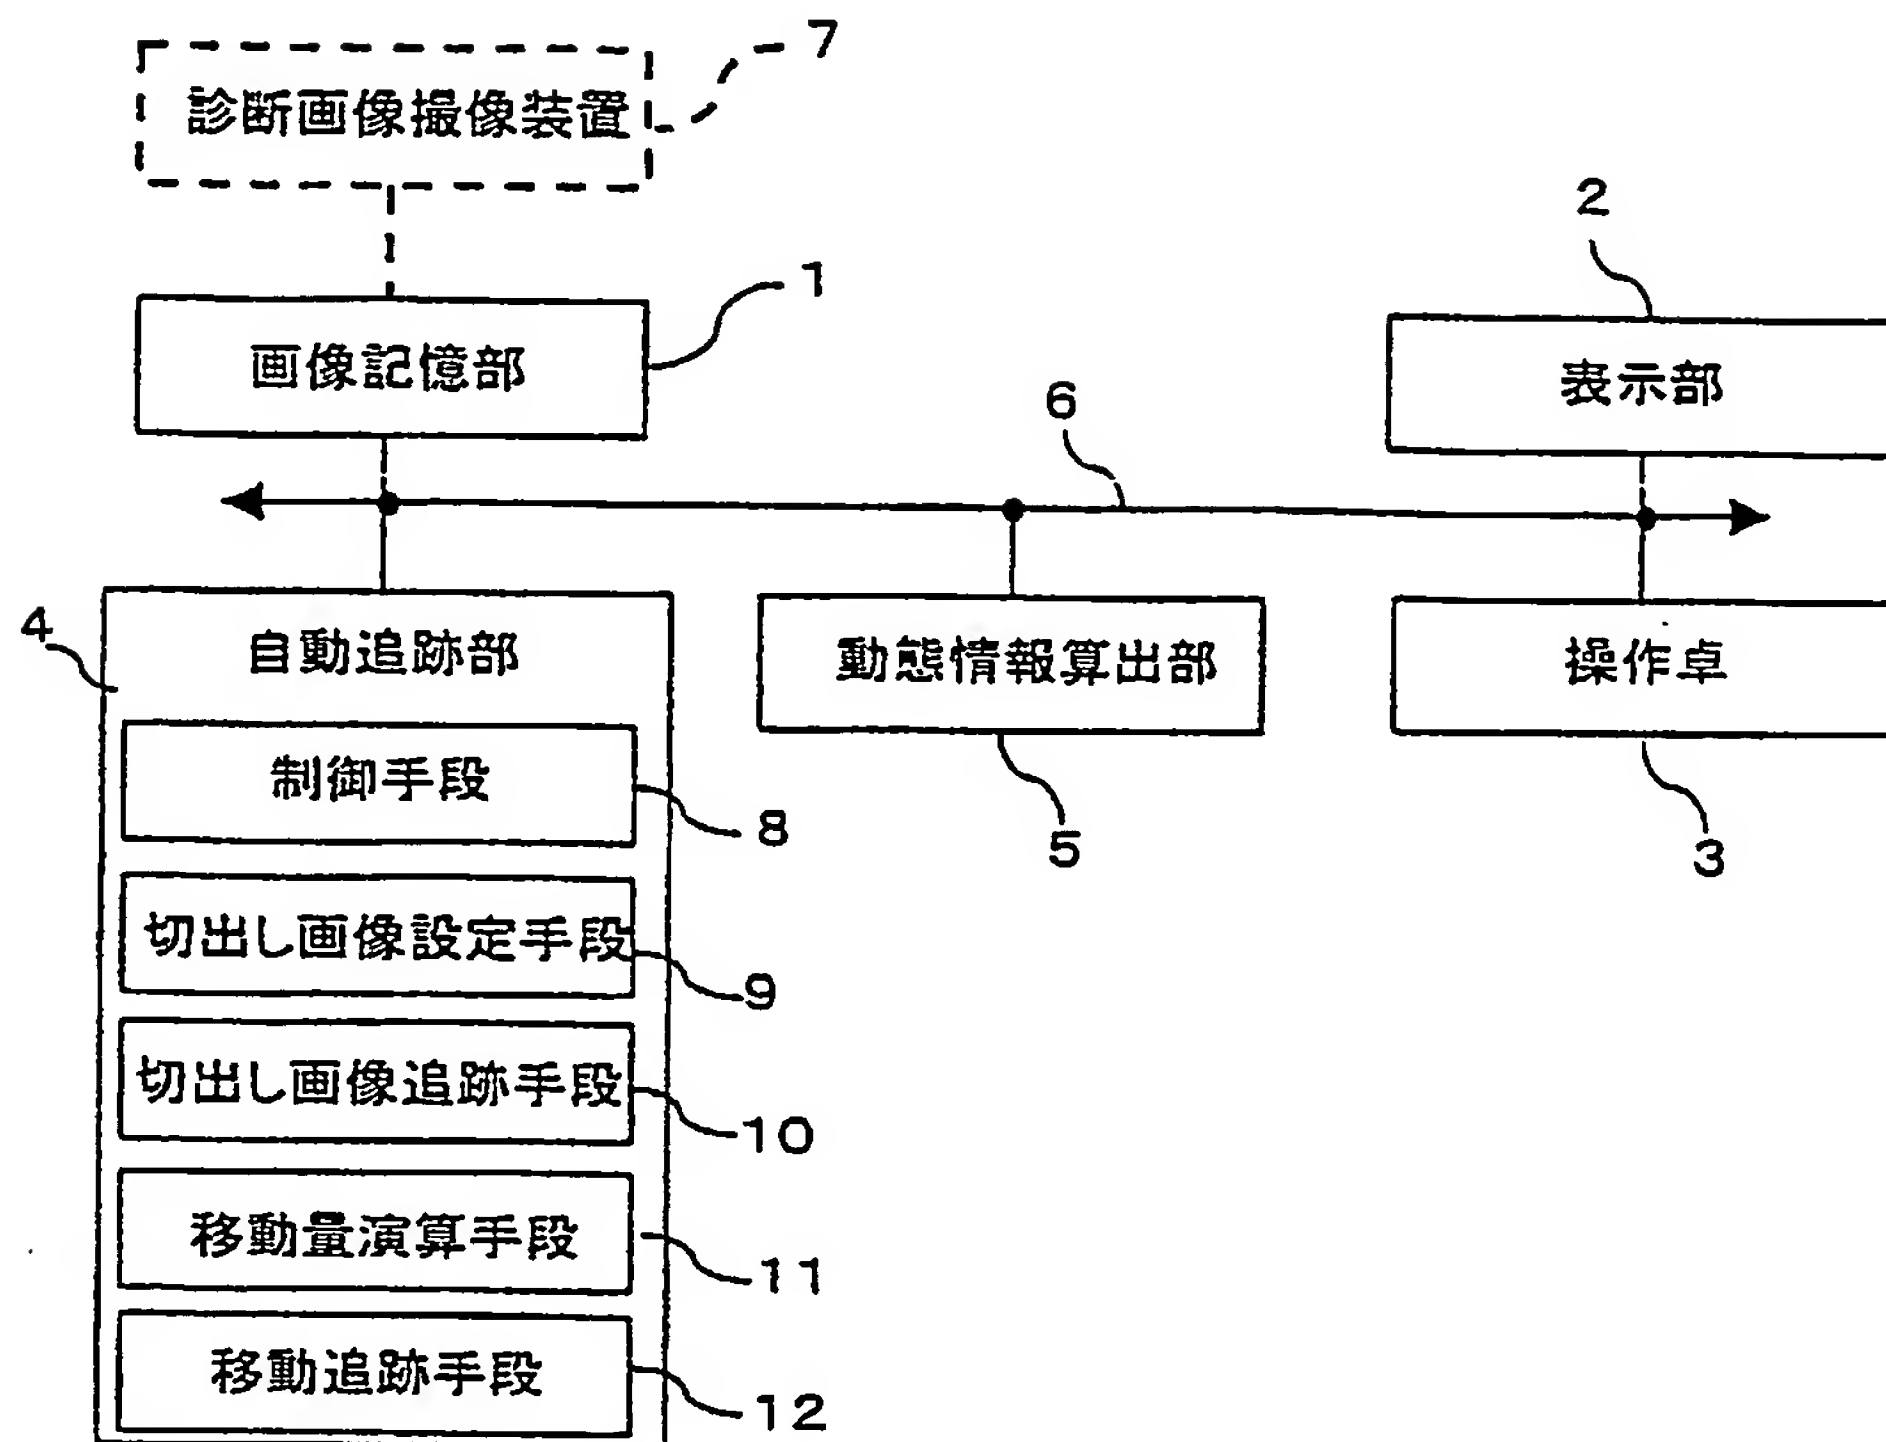 7
診断画像撮像装置
2
1
画像記憶部
表示部
6
4
自動追跡部
動態情報算出部
操作卓
制御手段
8
5
3
切出し画像設定手段
9
切出し画像追跡手段
10
移動量演算手段
11
移動追跡手段
12